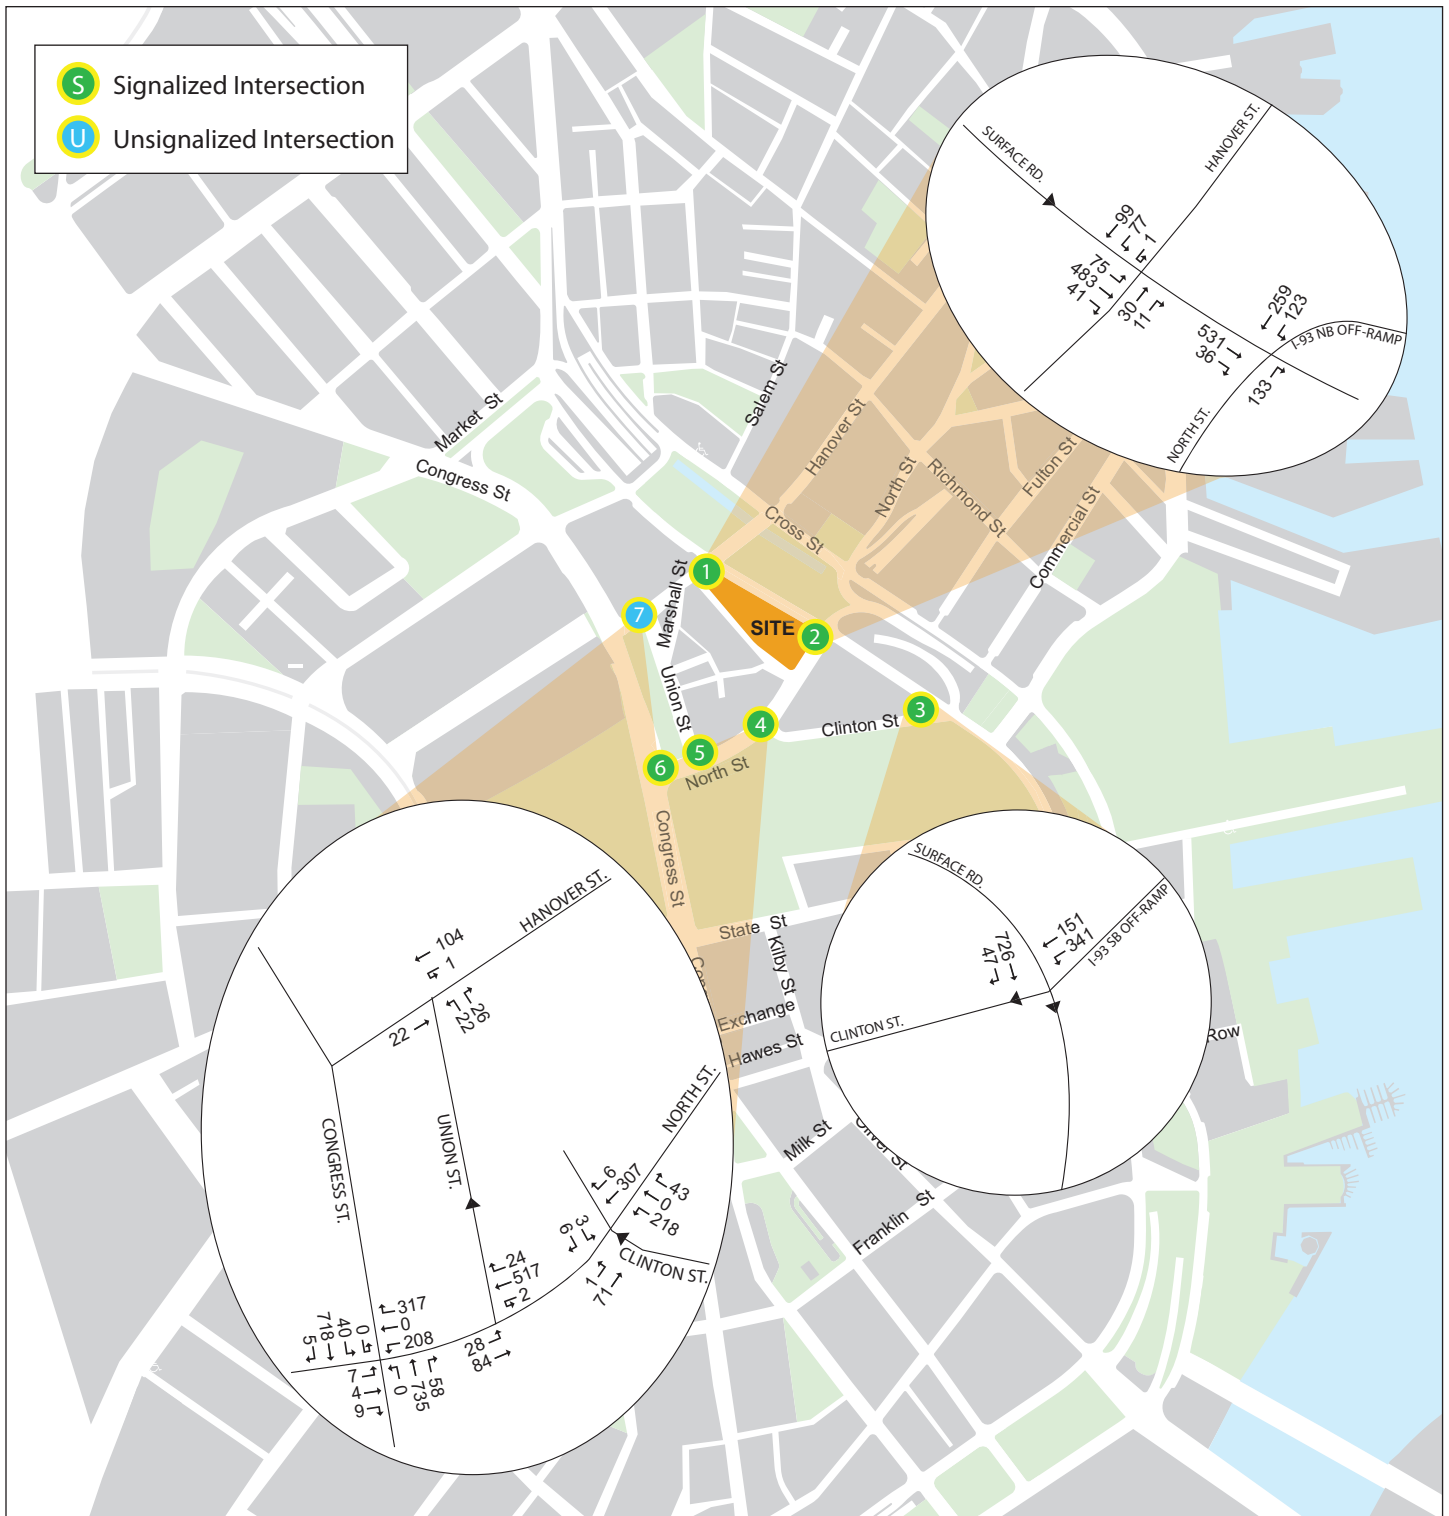 S Signalized Intersection
U Unsignalized Intersection
SURFACE RD.
HANOVER ST.
99
77
1
75
483
41
30
11
259
123
531
36
133
I-93 NB OFF-RAMP
NORTH ST.
Market St
Congress St
Salem St
Hanover St
North St
Richmond St
Fulton St
Commercial St
Cross St
Marshall St
Union St
SITE
1
2
3
4
5
6
7
Clinton St
North St
Congress St
State St
Kilby St
Exchange
Hawes St
Milk St
Oliver St
Franklin St
Row
HANOVER ST.
104
1
22
26
22
CONGRESS ST.
UNION ST.
NORTH ST.
CLINTON ST.
6
307
43
0
218
3
6
1
71
24
517
2
28
84
317
0
208
0
40
718
5
7
4
9
0
735
58
SURFACE RD.
I-93 SB OFF-RAMP
CLINTON ST.
151
341
726
47